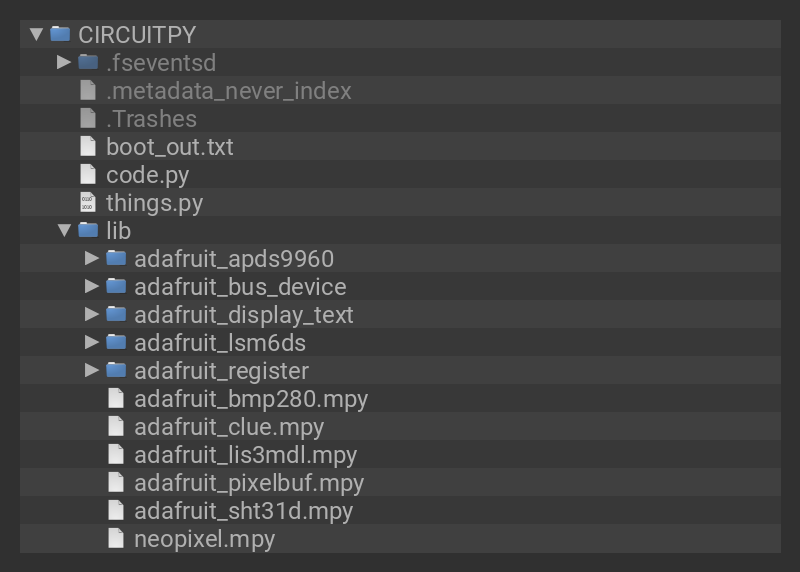 CIRCUITPY
.fseventsd
.metadata_never_index
.Trashes
boot_out.txt
code.py
things.py
lib
adafruit_apds9960
adafruit_bus_device
adafruit_display_text
adafruit_lsm6ds
adafruit_register
adafruit_bmp280.mpy
adafruit_clue.mpy
adafruit_lis3mdl.mpy
adafruit_pixelbuf.mpy
adafruit_sht31d.mpy
neopixel.mpy